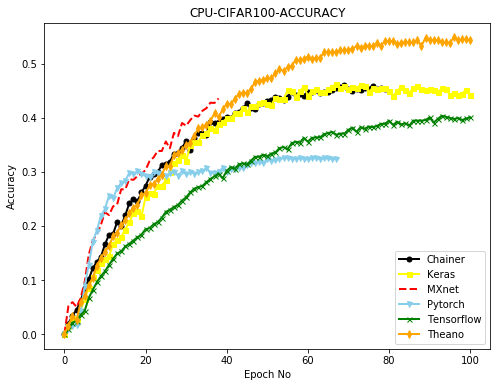 CPU-CIFAR100-ACCURACY
Accuracy
0.5
0.4
0.3
0.2
0.1
0.0
0
20
40
60
80
100
Epoch No
Chainer
Keras
MXnet
Pytorch
Tensorflow
Theano